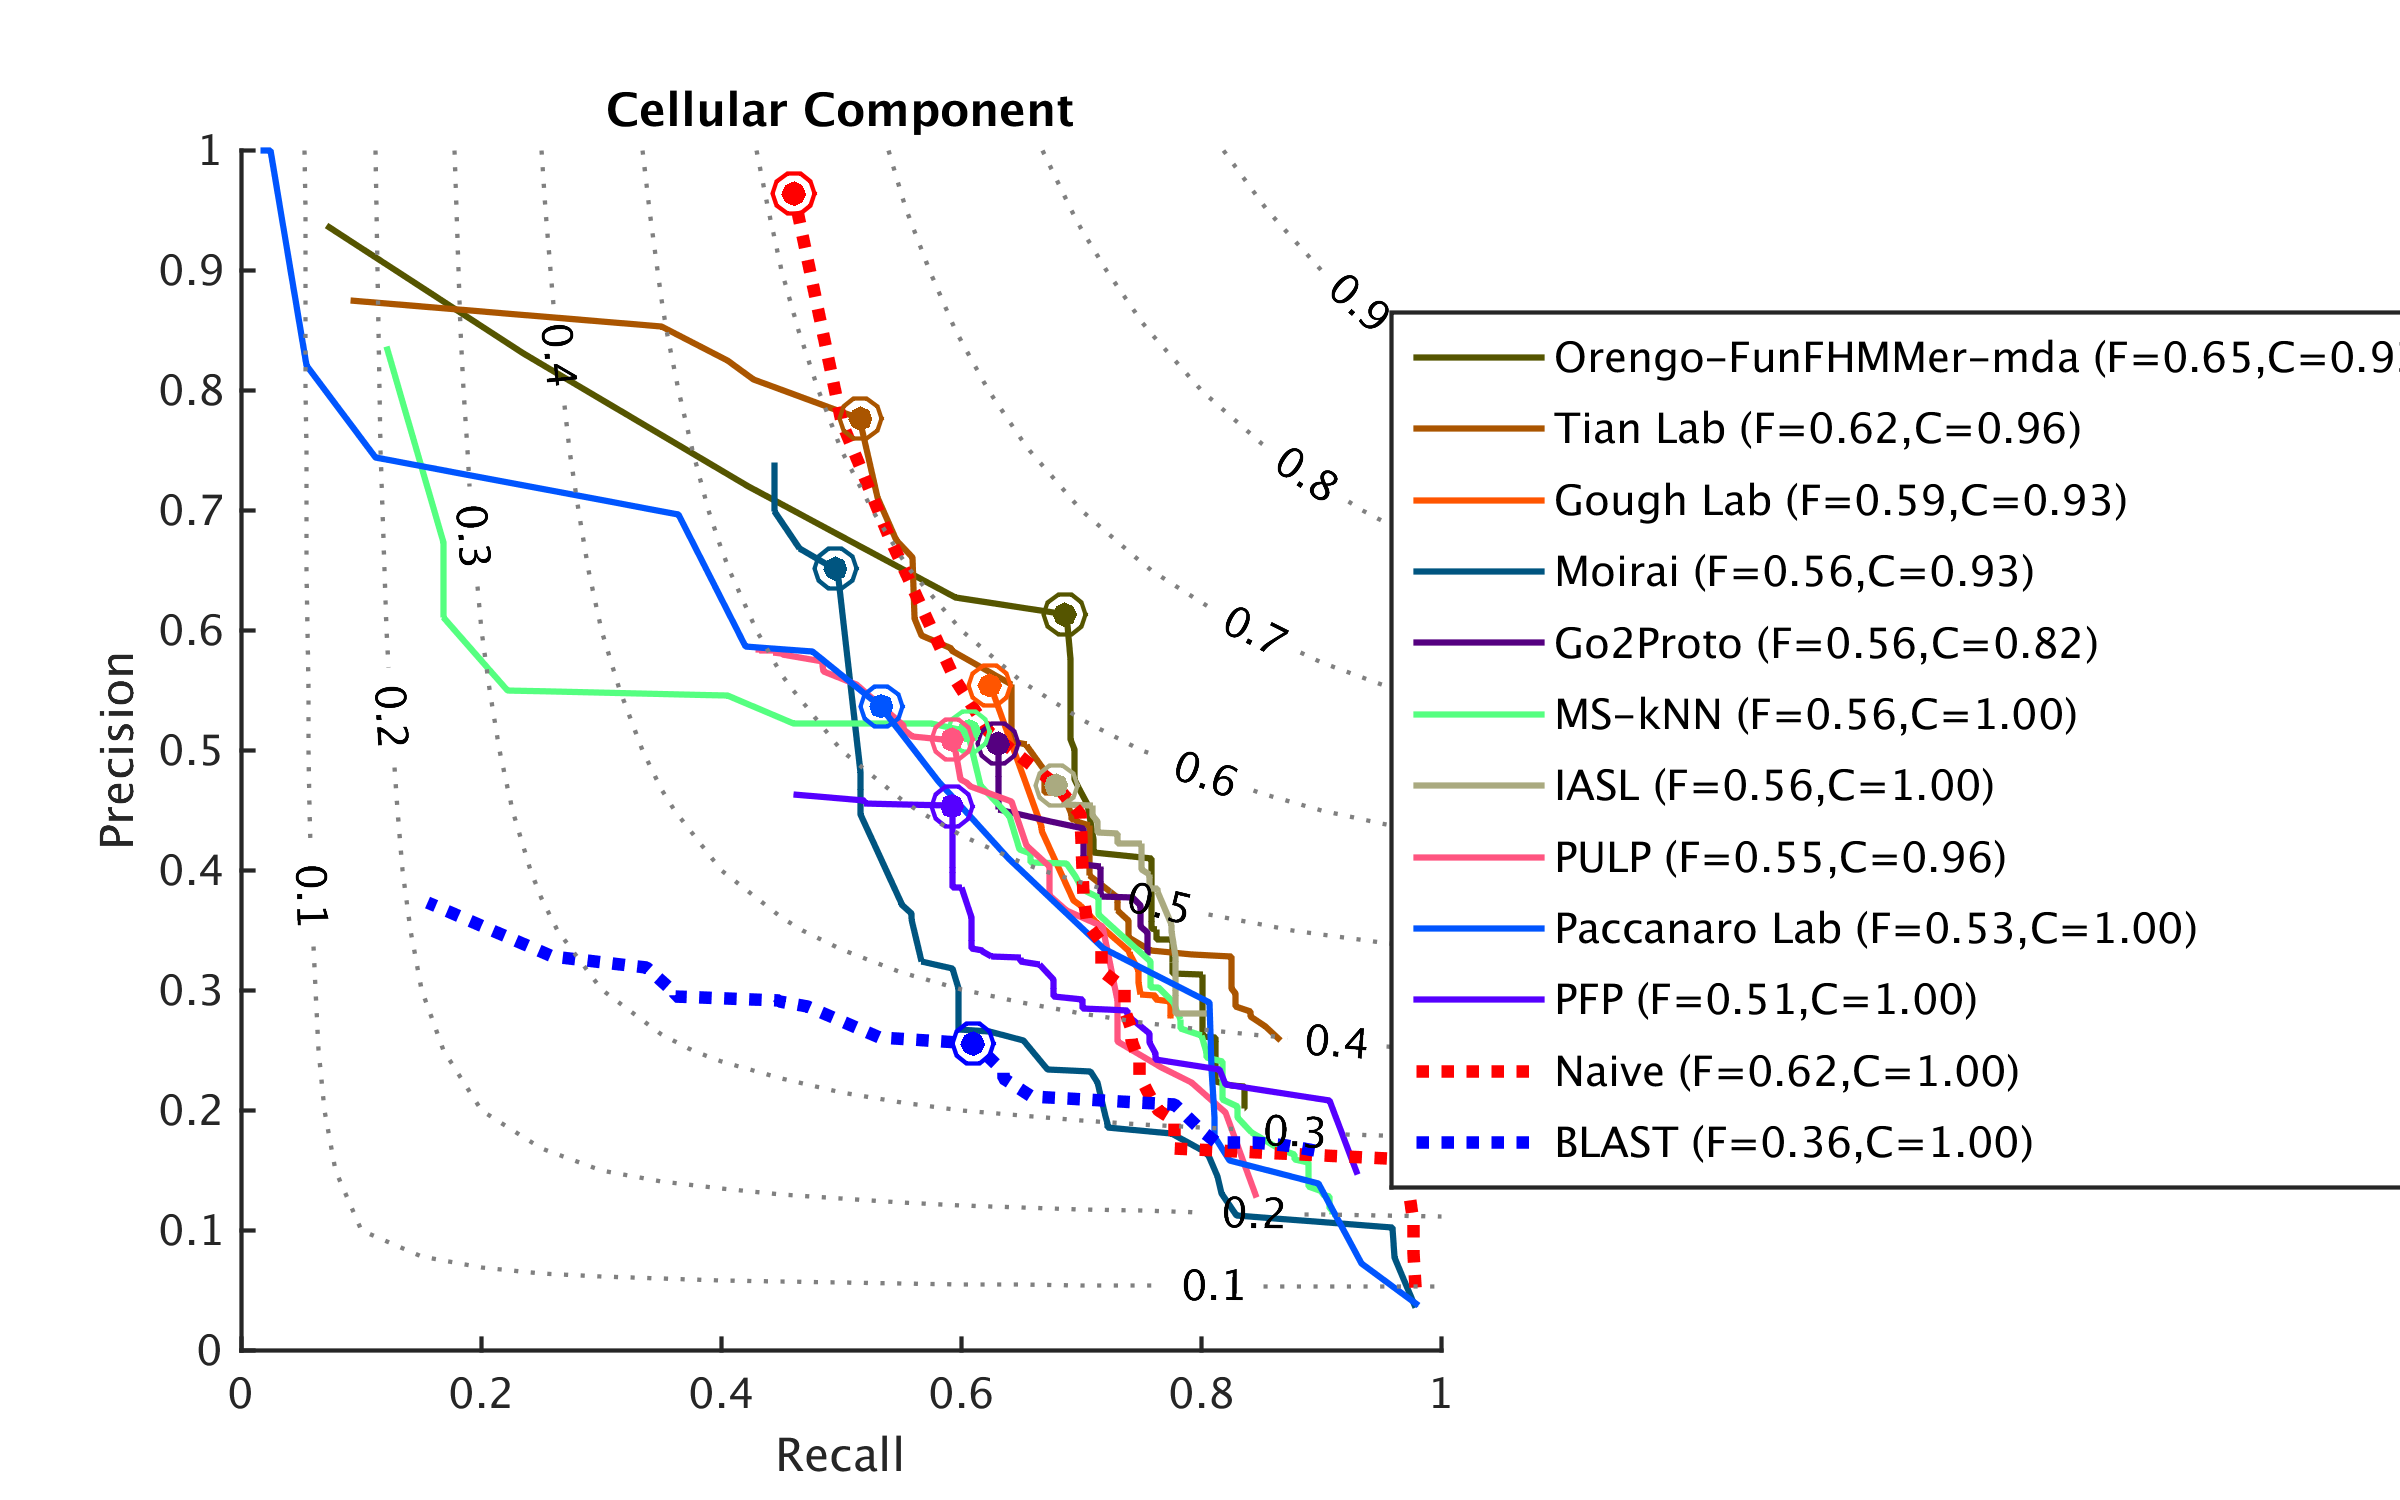 Cellular Component
Precision
1
0.9
0.8
0.7
0.6
0.5
0.4
0.3
0.2
0.1
0
0 0.2 0.4 0.6 0.8 1
Recall
0.1
0.2
0.3
0.4
0.9
0.8
0.7
0.6
0.5
0.4
0.3
0.2
0.1
Orengo-FunFHMMer-mda (F=0.65,C=0.9
Tian Lab (F=0.62,C=0.96)
Gough Lab (F=0.59,C=0.93)
Moirai (F=0.56,C=0.93)
Go2Proto (F=0.56,C=0.82)
MS-kNN (F=0.56,C=1.00)
IASL (F=0.56,C=1.00)
PULP (F=0.55,C=0.96)
Paccanaro Lab (F=0.53,C=1.00)
PFP (F=0.51,C=1.00)
Naive (F=0.62,C=1.00)
BLAST (F=0.36,C=1.00)